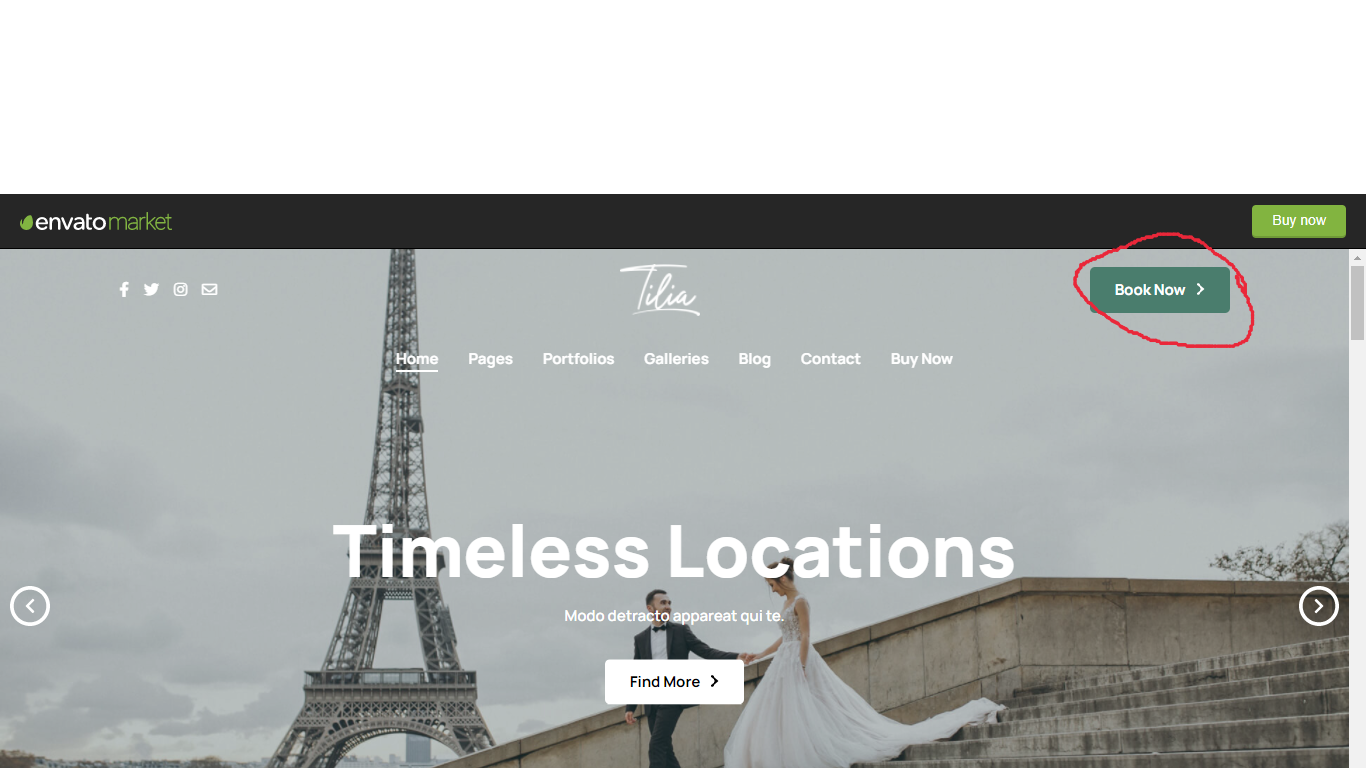 envato market
Buy now
Tilia
Book Now
Home Pages Portfolios Galleries Blog Contact Buy Now
Timeless Locations
Modo detracto appareat qui te.
Find More